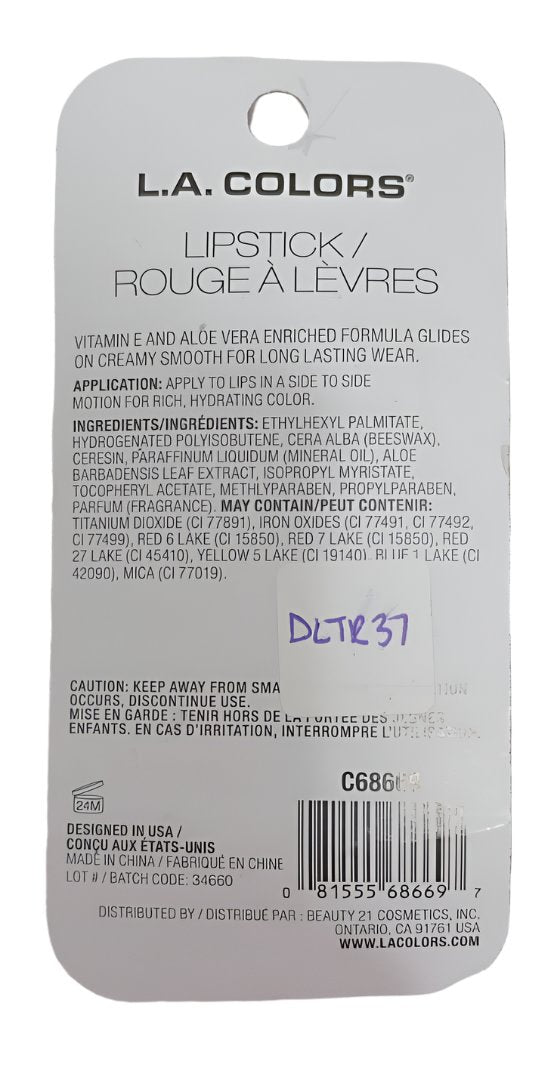 L.A. COLORS®
LIPSTICK /
ROUGE À LÈVRES
VITAMIN E AND ALOE VERA ENRICHED FORMULA GLIDES
ON CREAMY SMOOTH FOR LONG LASTING WEAR.
APPLICATION: APPLY TO LIPS IN A SIDE TO SIDE
MOTION FOR RICH, HYDRATING COLOR.
INGREDIENTS/INGRÉDIENTS: ETHYLHEXYL PALMITATE,
HYDROGENATED POLYISOBUTENE, CERA ALBA (BEESWAX),
CERESIN, PARAFFINUM LIQUIDUM (MINERAL OIL), ALOE
BARBADENSIS LEAF EXTRACT, ISOPROPYL MYRISTATE,
TOCOPHERYL ACETATE, METHLYPARABEN, PROPYLPARABEN,
PARFUM (FRAGRANCE). MAY CONTAIN/PEUT CONTENIR:
TITANIUM DIOXIDE (CI 77891), IRON OXIDES (CI 77491, CI 77492,
CI 77499), RED 6 LAKE (CI 15850), RED 7 LAKE (CI 15850), RED
27 LAKE (CI 45410), YELLOW 5 LAKE (CI 19140), BLUE 1 LAKE (CI
42090), MICA (CI 77019).
DLTR37
CAUTION: KEEP AWAY FROM
OCCURS, DISCONTINUE USE.
MISE EN GARDE : TENIR HORS DE LA PORTÉE DES JEUNES
ENFANTS. EN CAS D'IRRITATION, INTERROMPRE
24M
DESIGNED IN USA /
CONÇU AUX ÉTATS-UNIS
MADE IN CHINA / FABRIQUÉ EN CHINE
LOT # / BATCH CODE: 34660
0 81555 68669 7
DISTRIBUTED BY / DISTRIBUÉ PAR : BEAUTY 21 COSMETICS, INC.
ONTARIO, CA 91761 USA
WWW.LACOLORS.COM